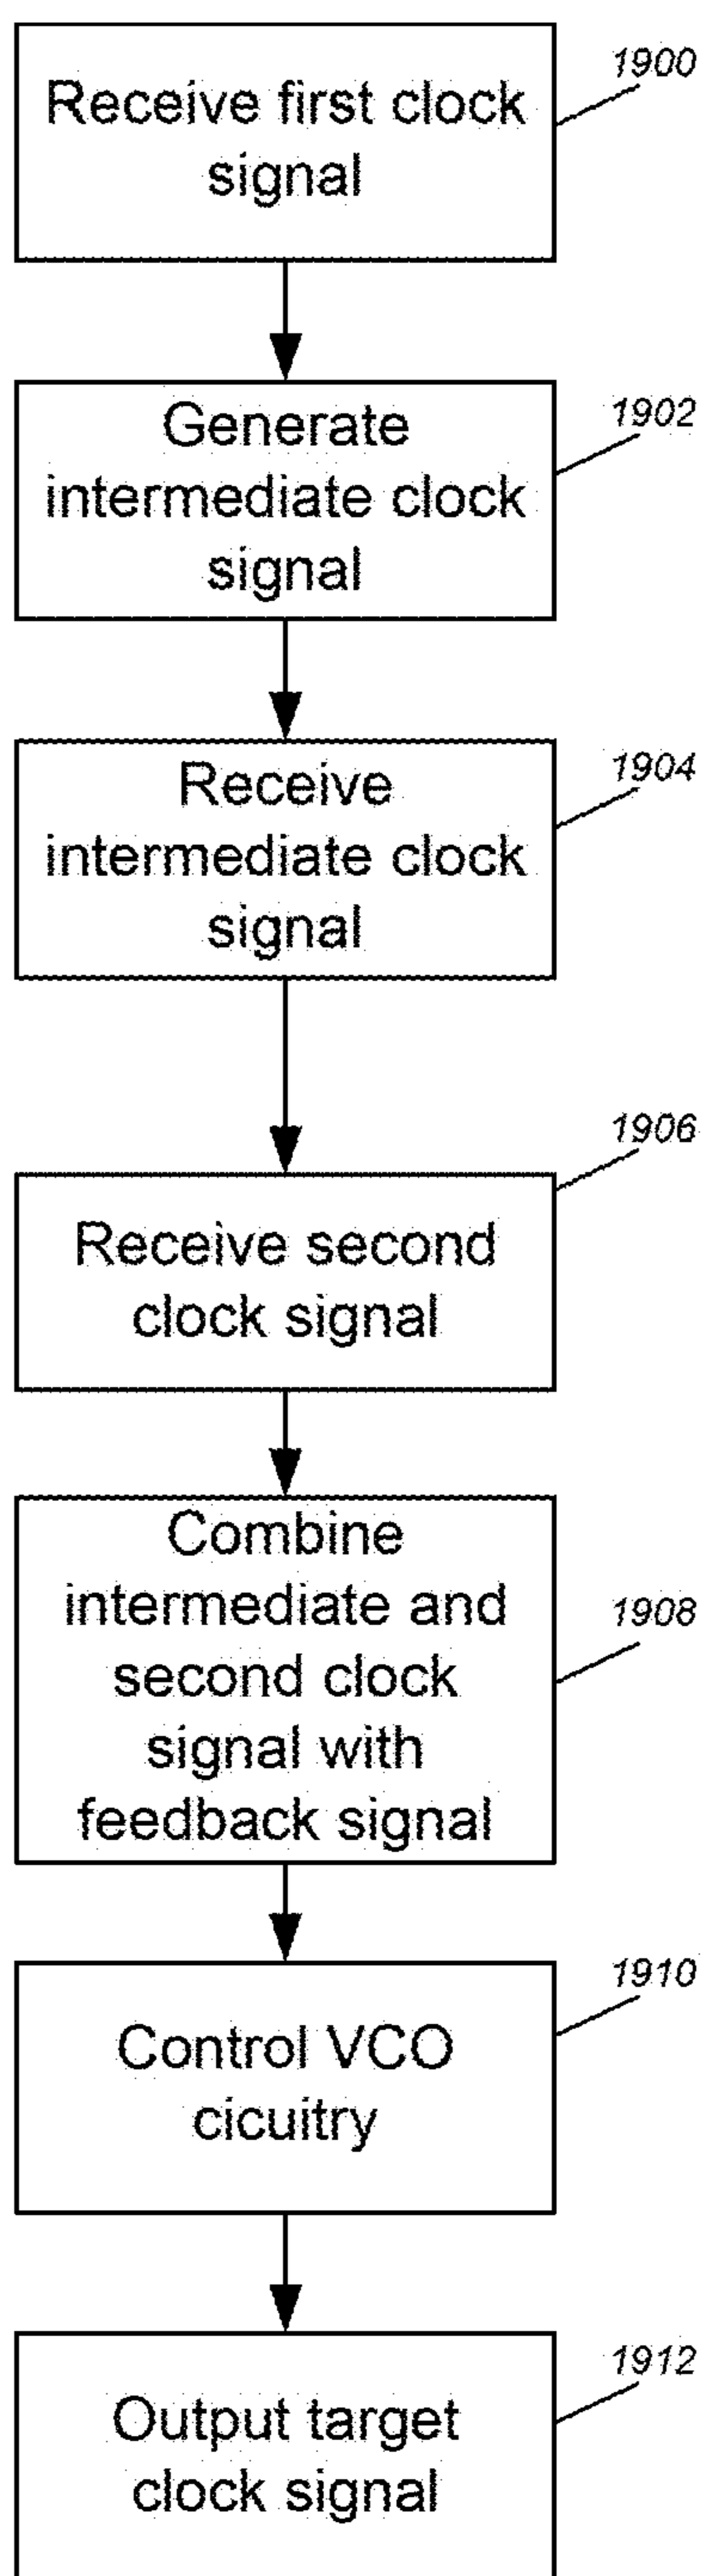 Receive first clock
signal
1900
Generate
intermediate clock
signal
1902
Receive
intermediate clock
signal
1904
Receive second
clock signal
1906
Combine
intermediate and
second clock
signal with
feedback signal
1908
Control VCO
cicuitry
1910
Output target
clock signal
1912